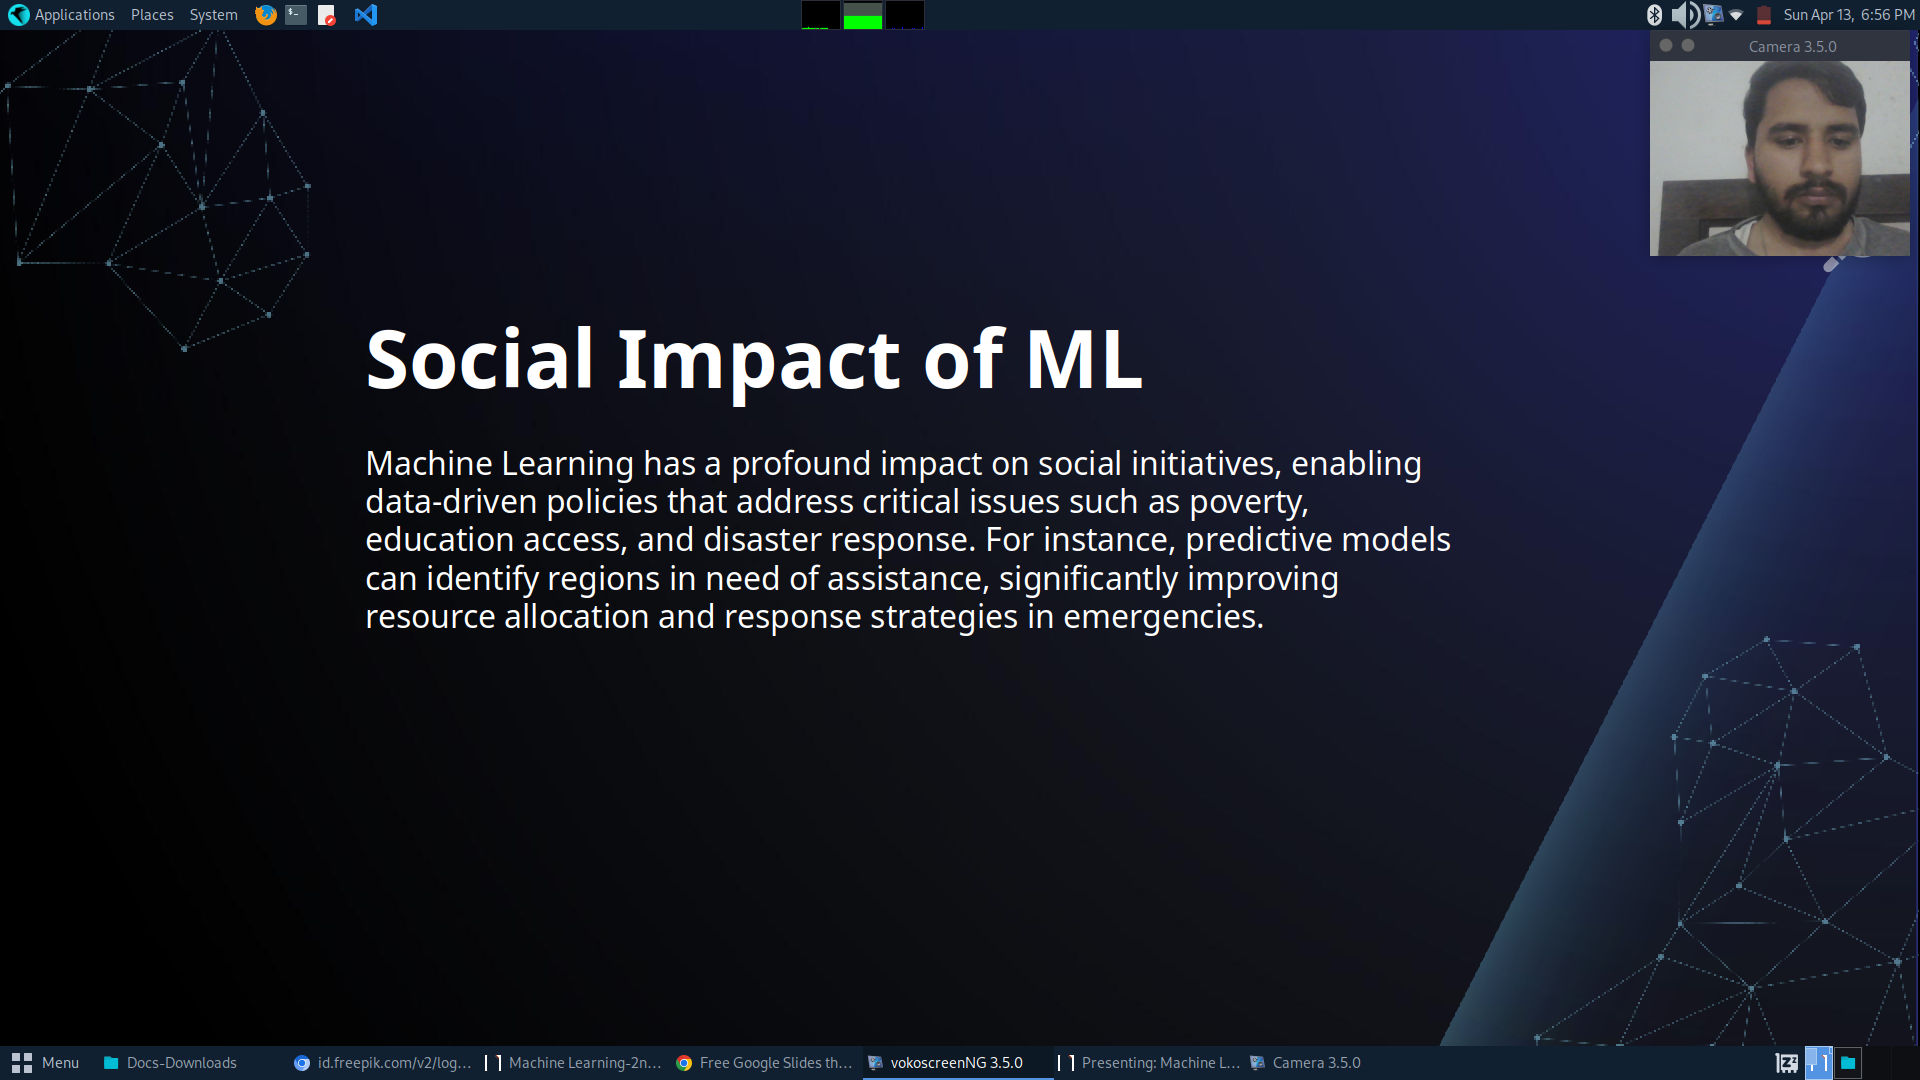 Applications Places System
Sun Apr 13, 6:56 PM
Camera 3.5.0
Social Impact of ML
Machine Learning has a profound impact on social initiatives, enabling
data-driven policies that address critical issues such as poverty,
education access, and disaster response. For instance, predictive models
can identify regions in need of assistance, significantly improving
resource allocation and response strategies in emergencies.
Menu Docs-Downloads id.freepik.com/v2/log... Machine Learning-2n... Free Google Slides th... vokoscreenNG 3.5.0 Presenting: Machine L... Camera 3.5.0